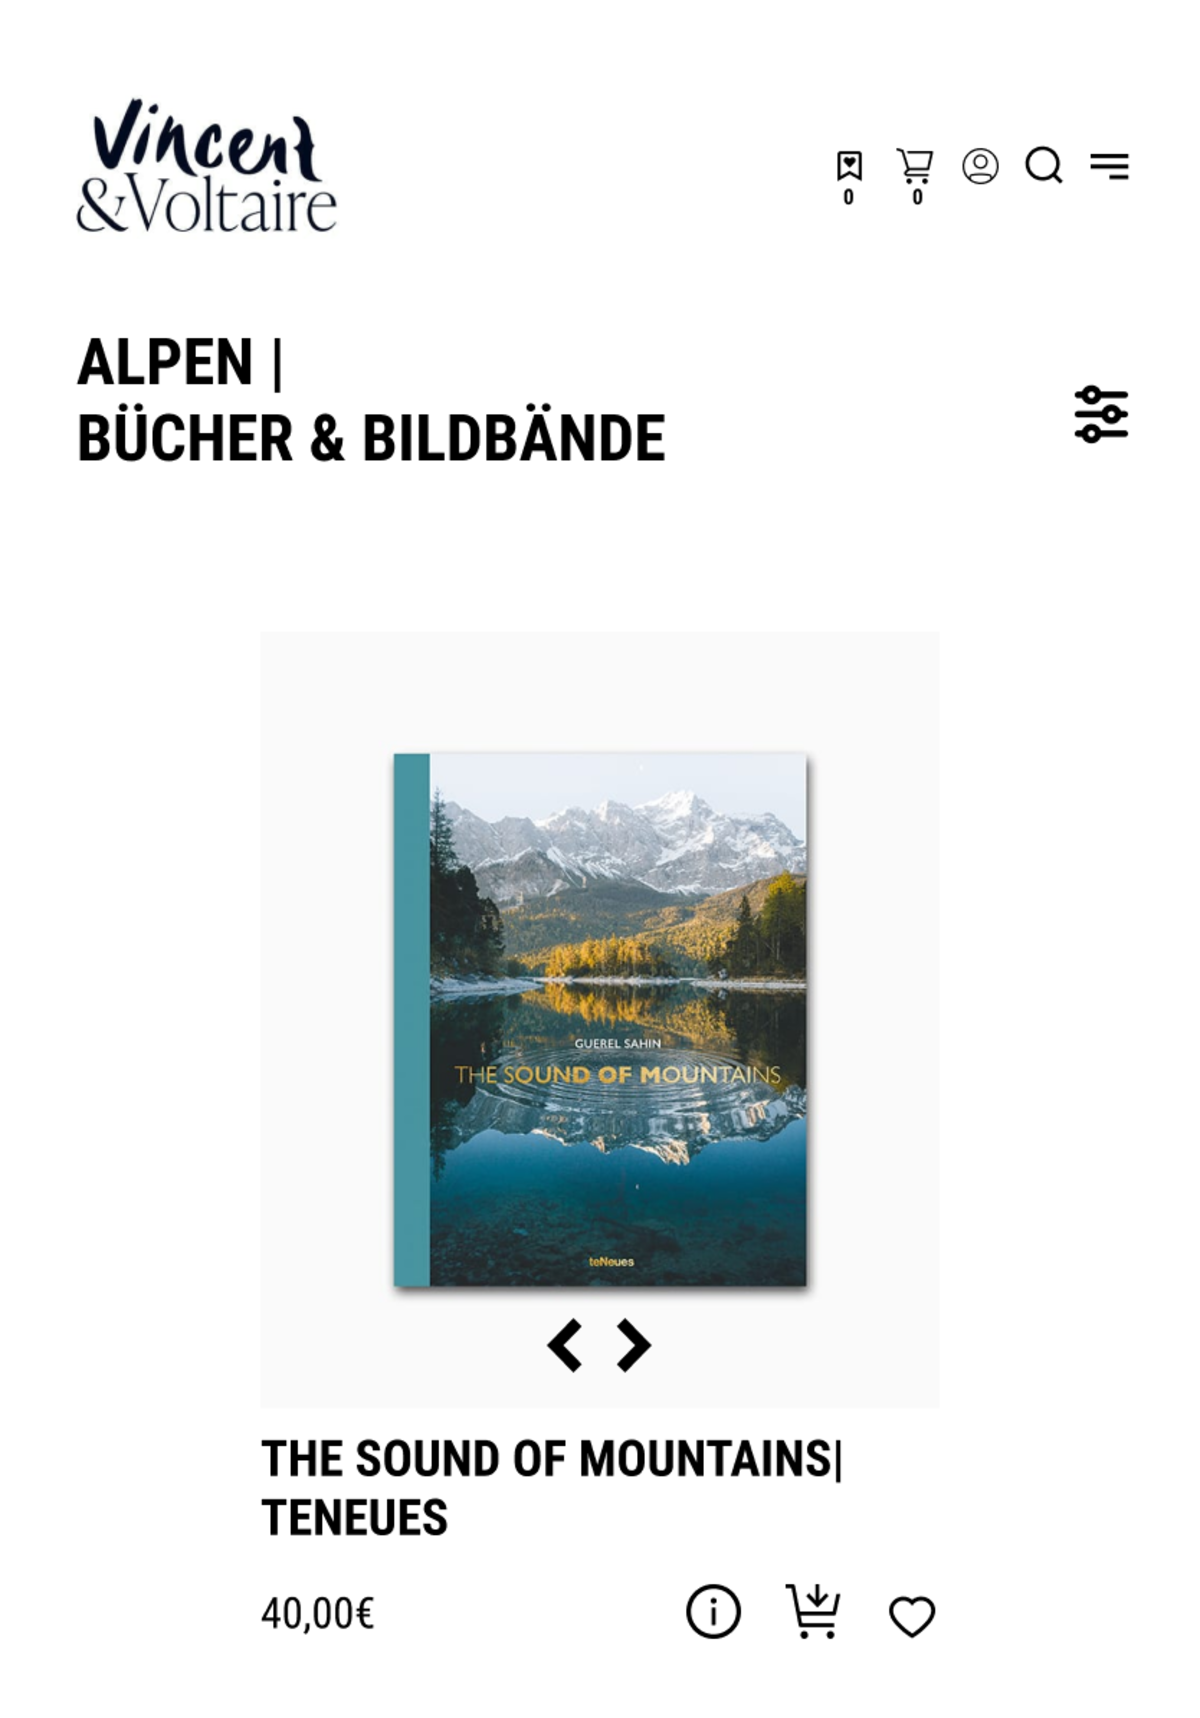 Vincent
&Voltaire
0
0
ALPEN |
BÜCHER & BILDBÄNDE
GUEREL SAHIN
THE SOUND OF MOUNTAINS
teNeues
THE SOUND OF MOUNTAINS|
TENEUES
40,00€